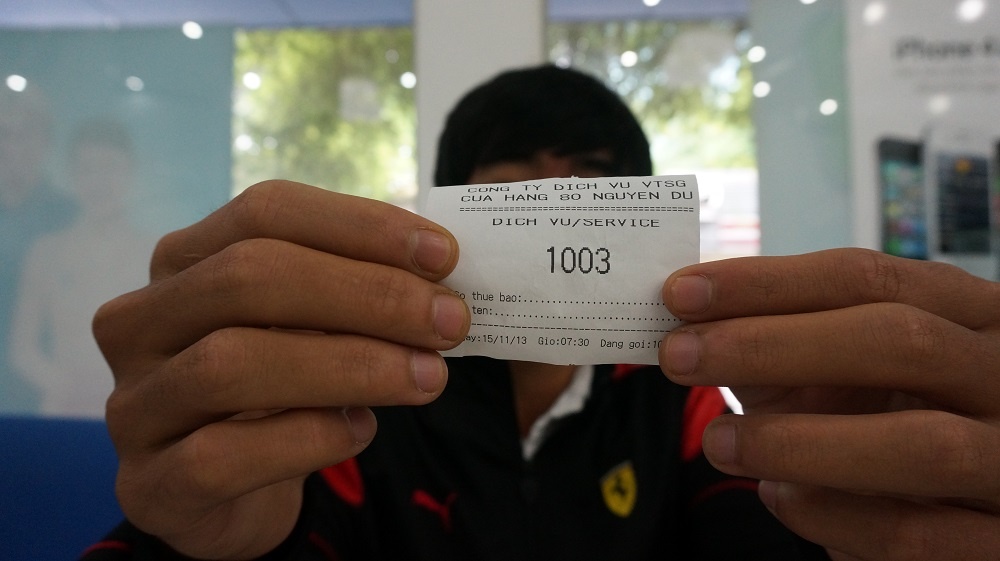 CONG TY DICH VU VTSG
CUA HANG 80 NGUYEN DU
DICH VU/SERVICE
1003
thue bao:
ten:
15/11/13 Gio:07:30 Dang goi:10
iPhone